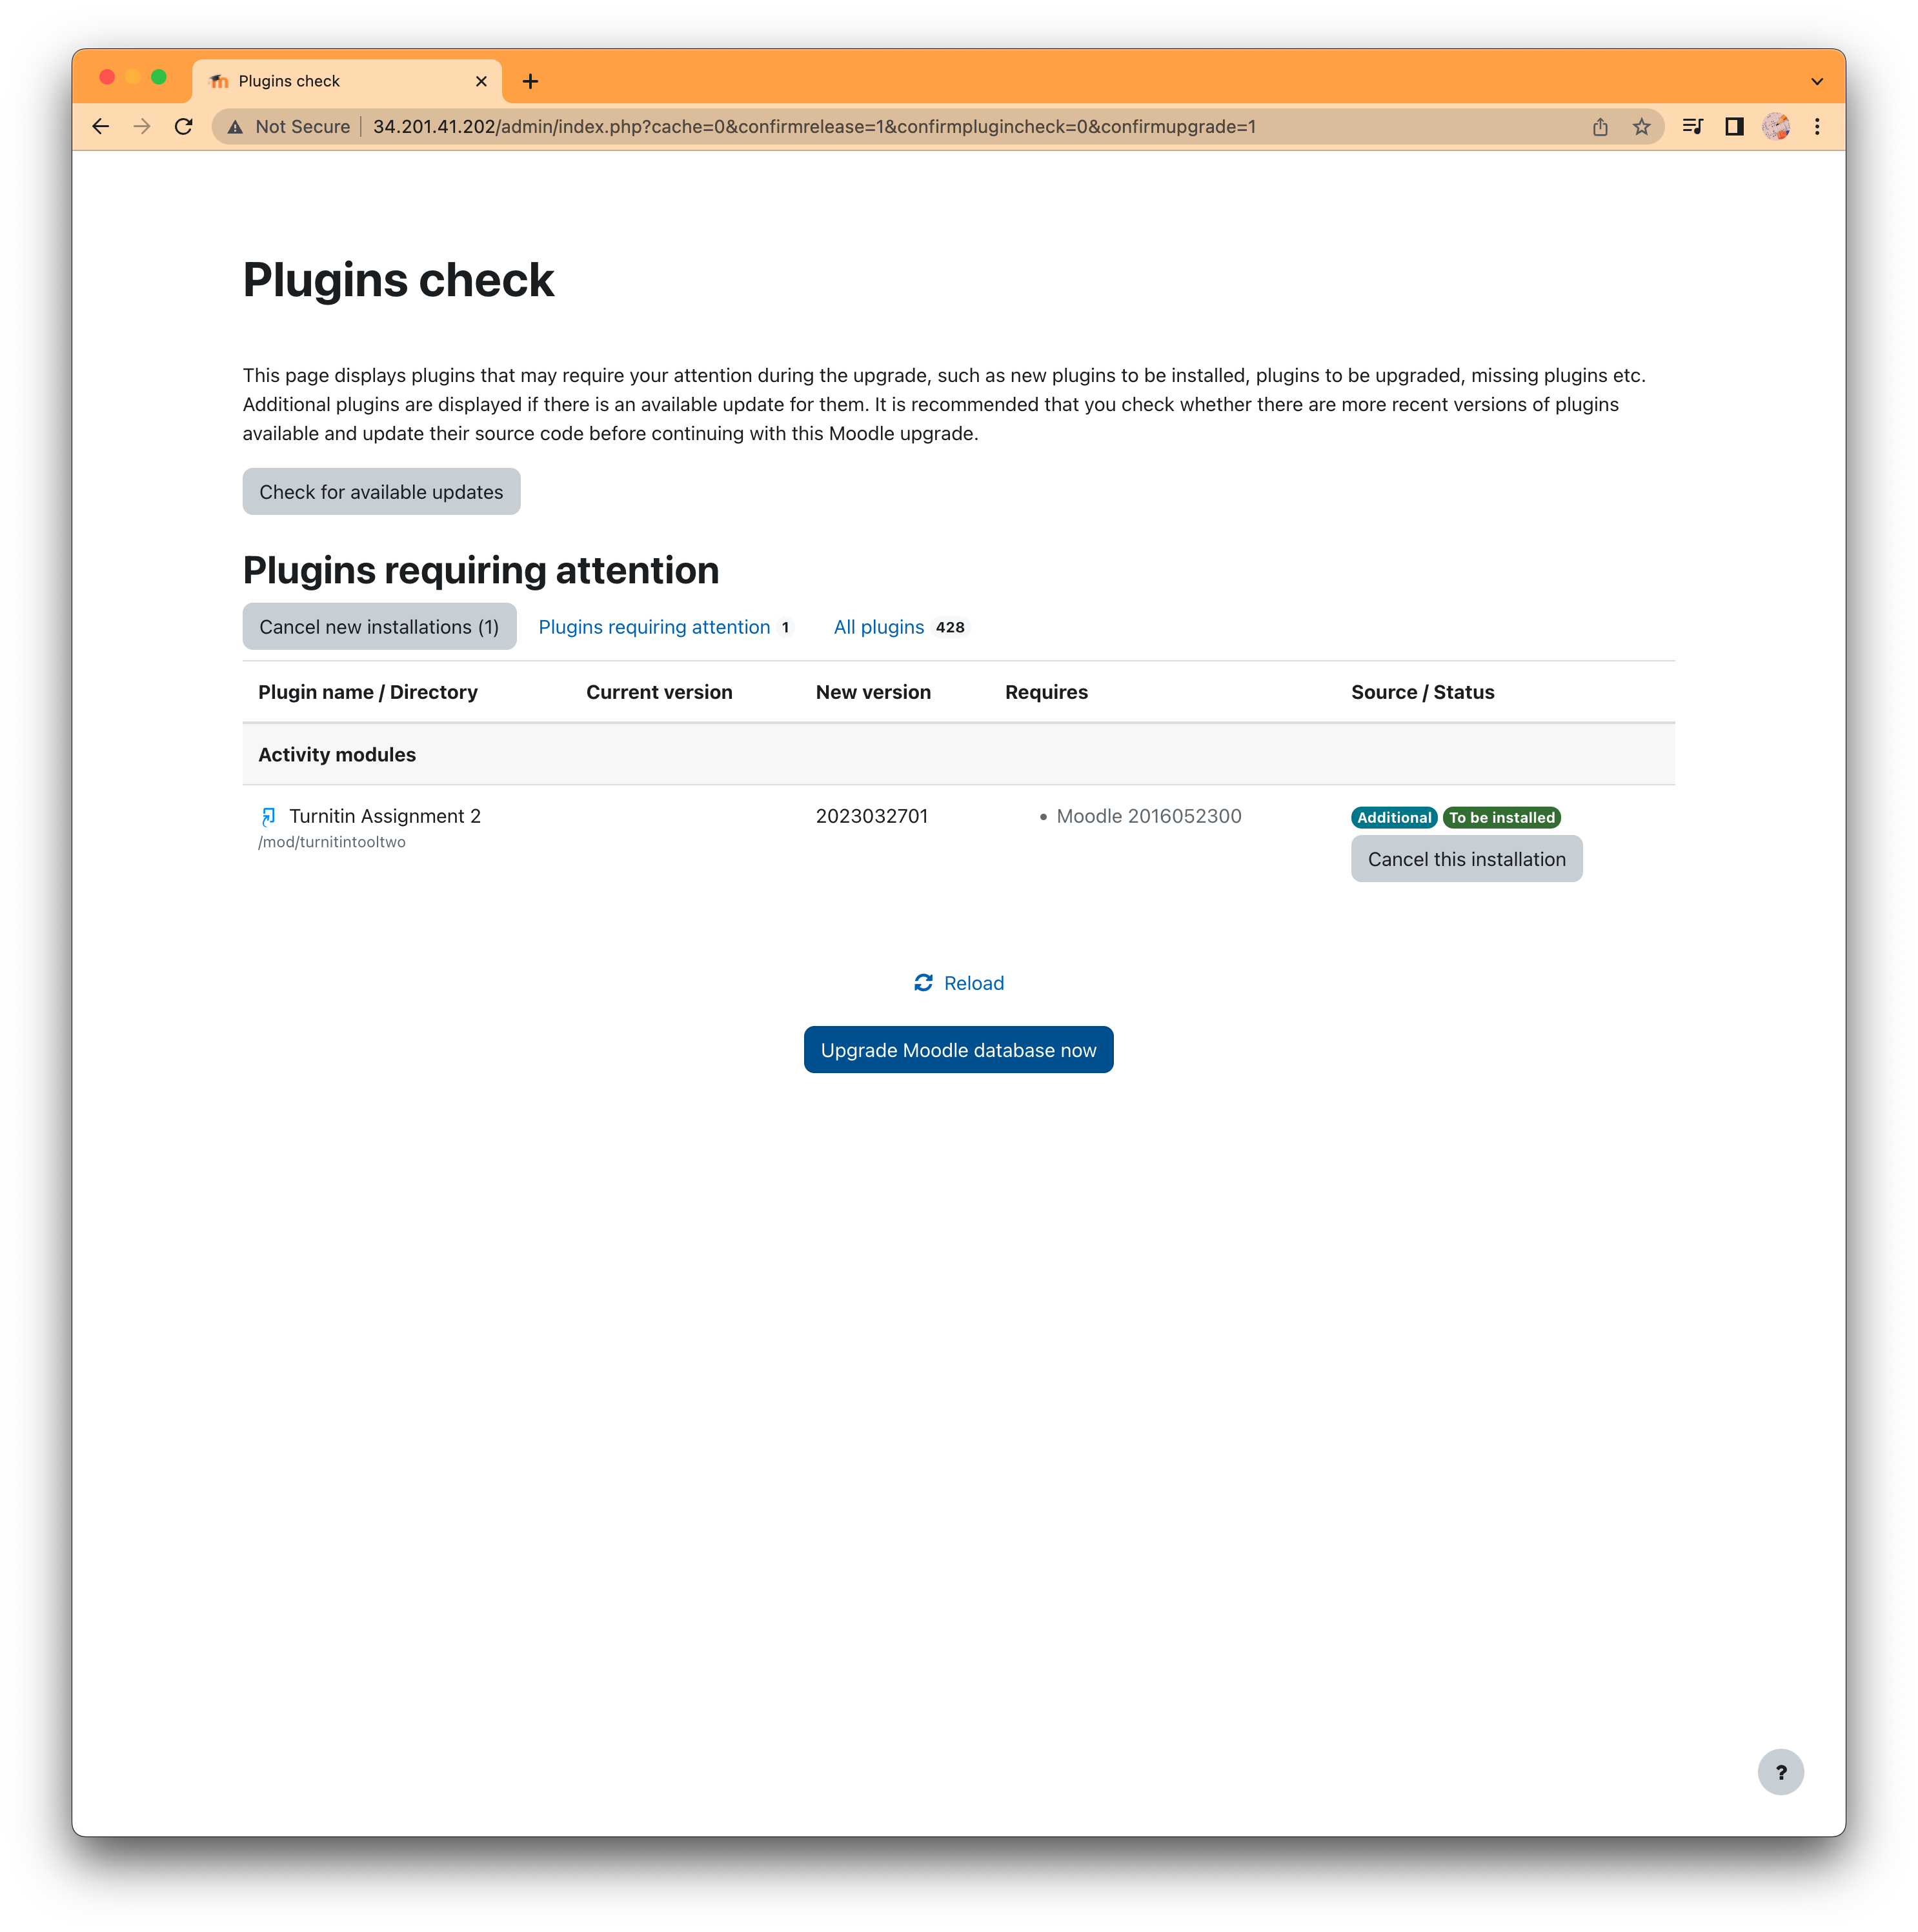 Plugins check
Not Secure
34.201.41.202/admin/index.php?cache=0&confirmrelease=1&confirmplugincheck=0&confirmupgrade=1
Plugins check
This page displays plugins that may require your attention during the upgrade, such as new plugins to be installed, plugins to be upgraded, missing plugins etc.
Additional plugins are displayed if there is an available update for them. It is recommended that you check whether there are more recent versions of plugins
available and update their source code before continuing with this Moodle upgrade.
Check for available updates
Plugins requiring attention
Cancel new installations (1) Plugins requiring attention 1 All plugins 428
Plugin name / Directory Current version New version Requires Source / Status
Activity modules
Turnitin Assignment 2 2023032701 • Moodle 2016052300 Additional To be installed
/mod/turnitintooltwo
Cancel this installation
Reload
Upgrade Moodle database now
?